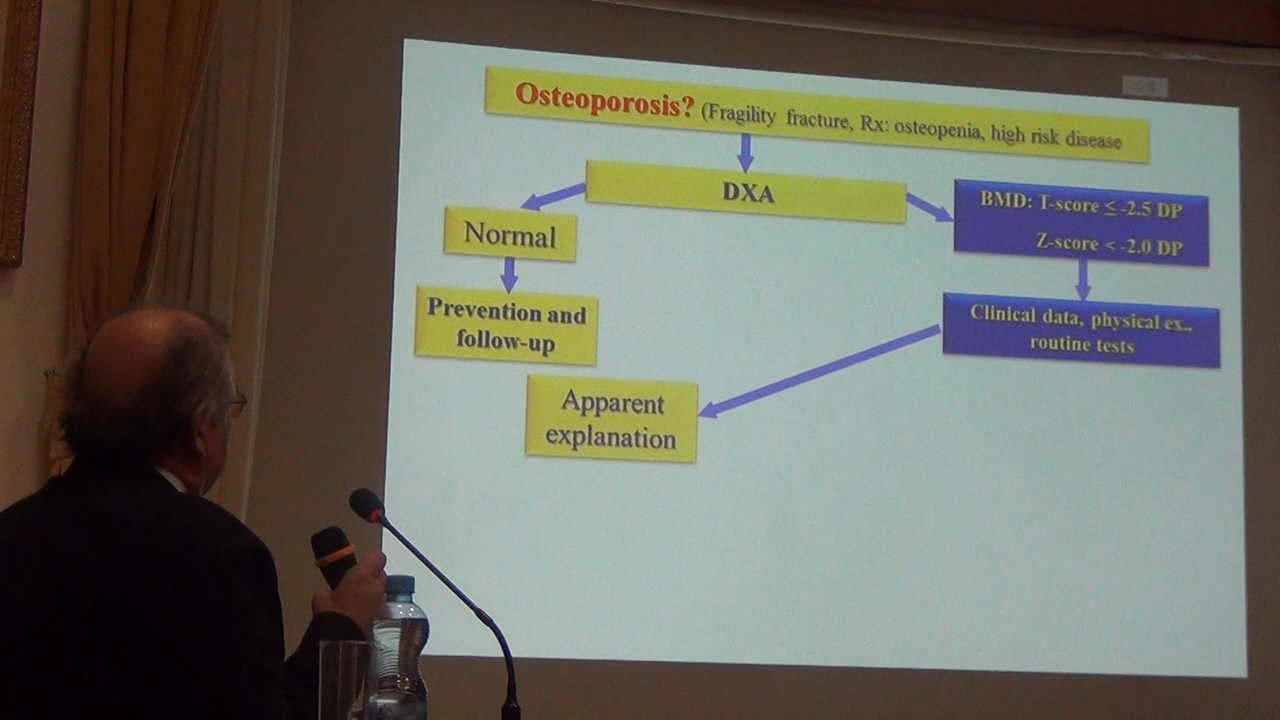 Osteoporosis? (Fragility fracture, Rx: osteopenia, high risk disease
DXA
Normal
BMD: T-score ≤ -2.5 DP
Z-score < -2.0 DP
Prevention and
follow-up
Clinical data, physical ex.,
routine tests
Apparent
explanation